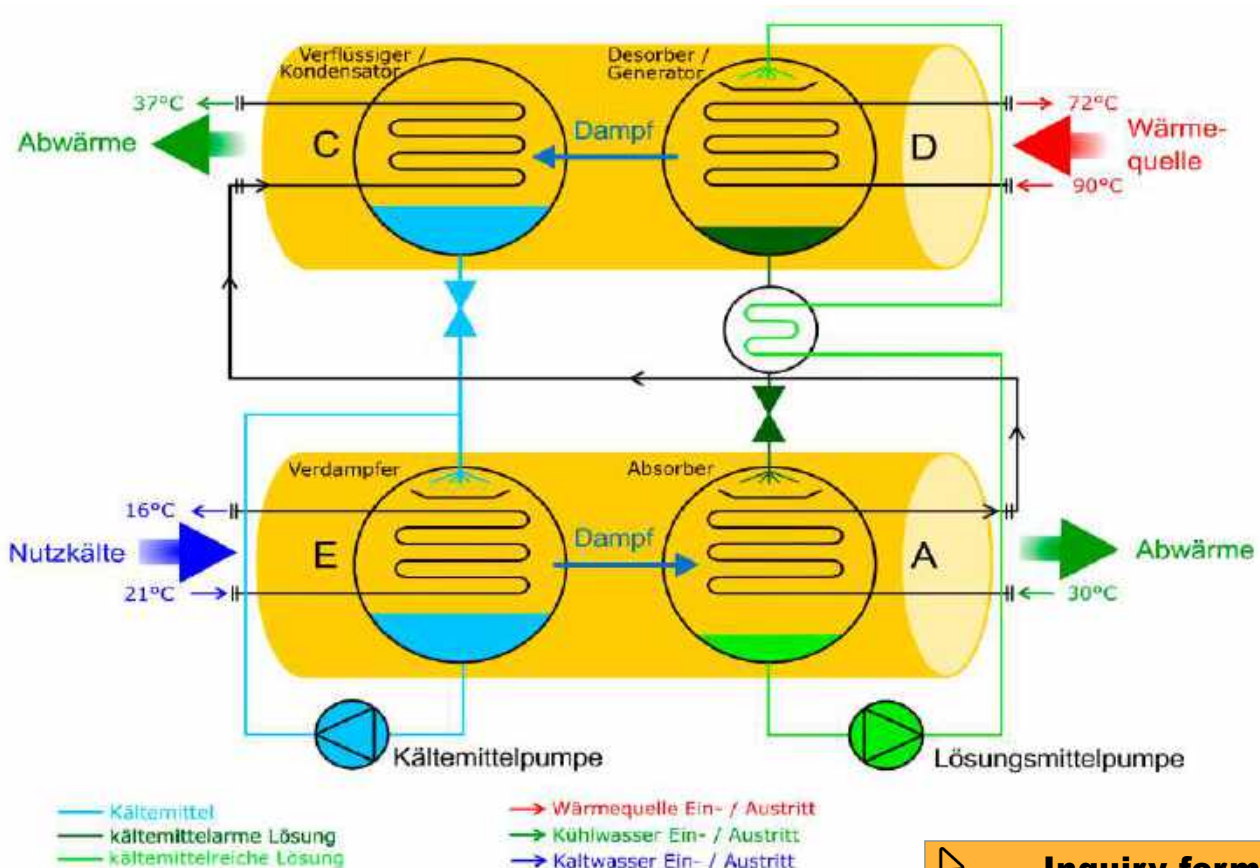 Verflüssiger /
Kondensator
Desorber /
Generator
37°C
72°C
Abwärme
C
Dampf
D
Wärme-
quelle
90°C
Verdampfer
Absorber
16°C
Nutzkälte
E
Dampf
A
Abwärme
21°C
30°C
Kältemittelpumpe
Lösungsmittelpumpe
Kältemittel
kältemittelarme Lösung
kältemittelreiche Lösung
Wärmequelle Ein- / Austritt
Kühlwasser Ein- / Austritt
Kaltwasser Ein- / Austritt
Inquiry form